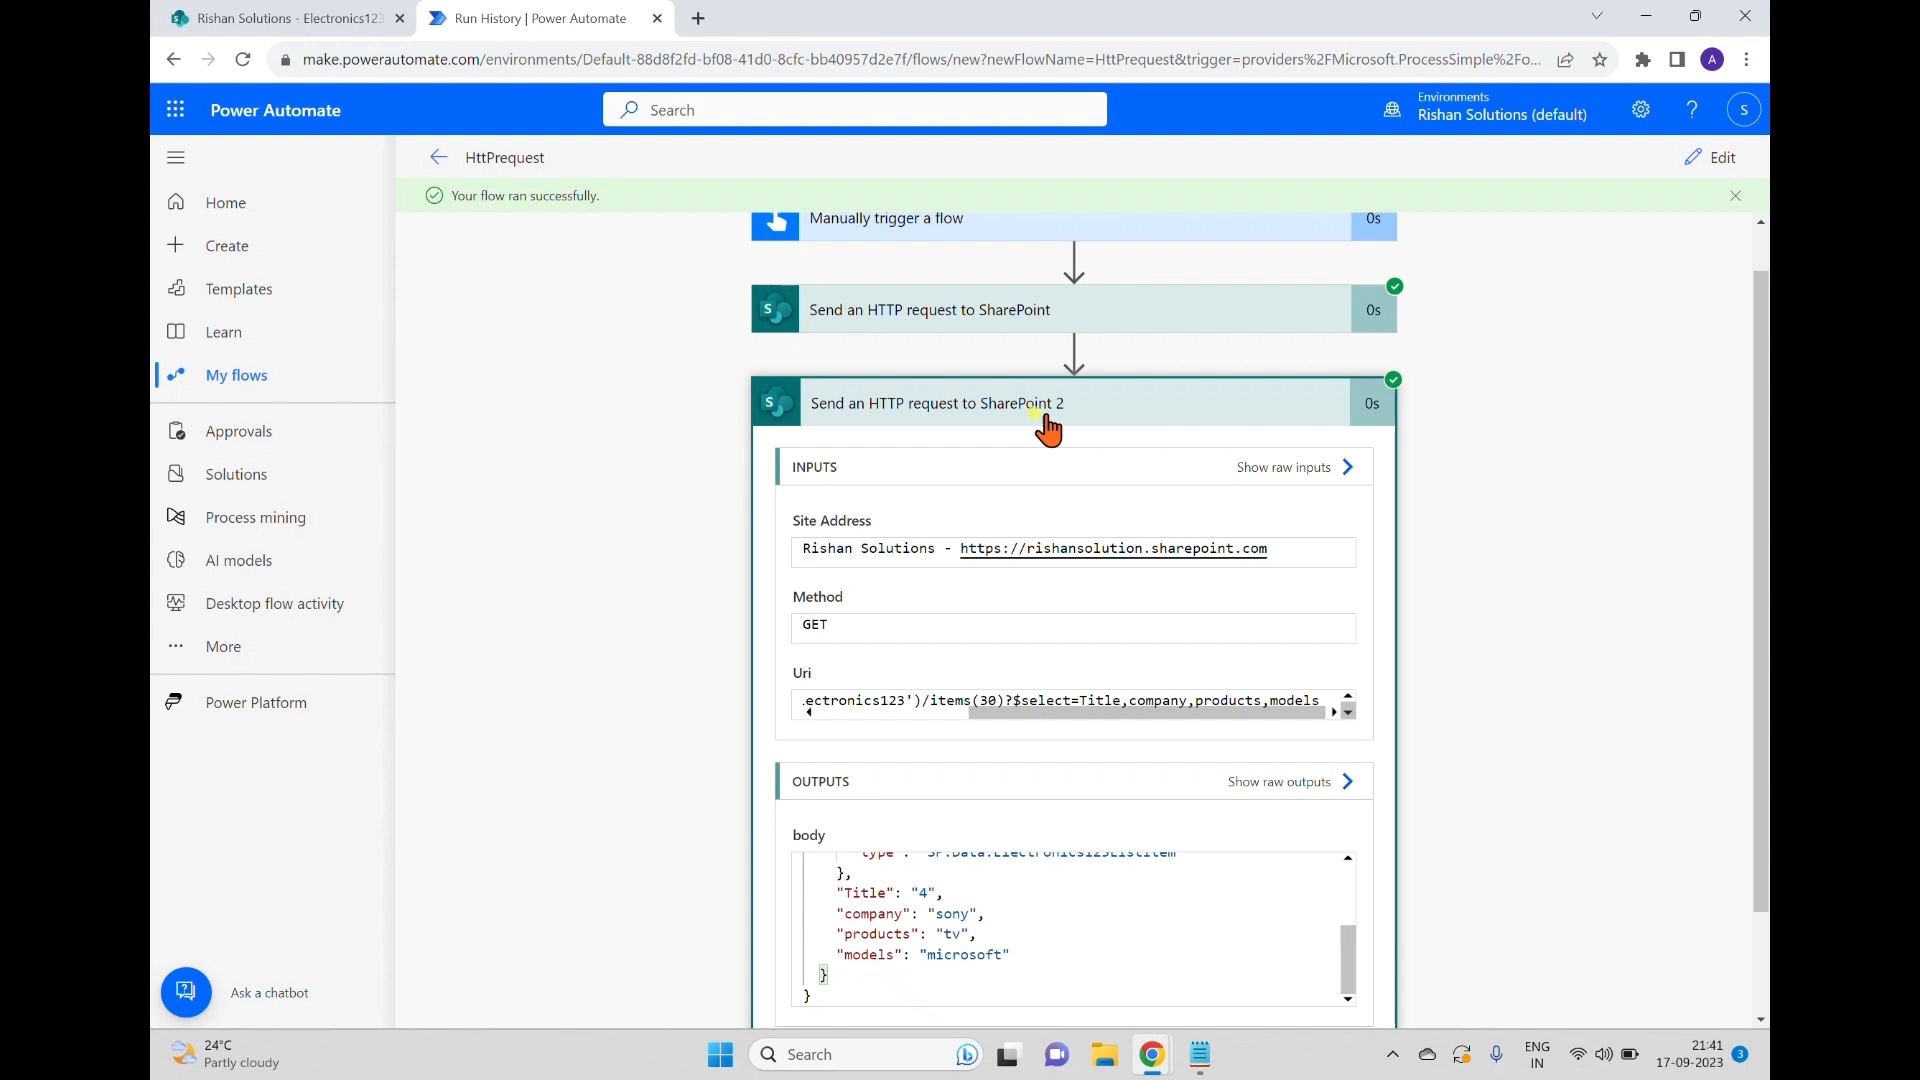 Rishan Solutions - Electronics123
Run History | Power Automate
make.powerautomate.com/environments/Default-88d8f2fd-bf08-41d0-8cfc-bb40957d2e7f/flows/new?newFlowName=HttPrequest&trigger=providers%2FMicrosoft.ProcessSimple%2Fo...
A
Power Automate
Search
Environments
Rishan Solutions (default)
?
S
HttPrequest
Edit
Your flow ran successfully.
Home
Create
Templates
Learn
My flows
Approvals
Solutions
Process mining
AI models
Desktop flow activity
More
Power Platform
Ask a chatbot
Manually trigger a flow
0s
Send an HTTP request to SharePoint
0s
Send an HTTP request to SharePoint 2
0s
INPUTS
Show raw inputs
Site Address
Rishan Solutions - https://rishansolution.sharepoint.com
Method
GET
Uri
ectronics123')/items(30)?$select=Title,company,products,models
OUTPUTS
Show raw outputs
body
"type": "SP.Data.Electronics123ListItem"
},
"Title": "4",
"company": "sony",
"products": "tv",
"models": "microsoft"
}
}
24°C
Partly cloudy
Search
ENG
IN
21:41
17-09-2023
3